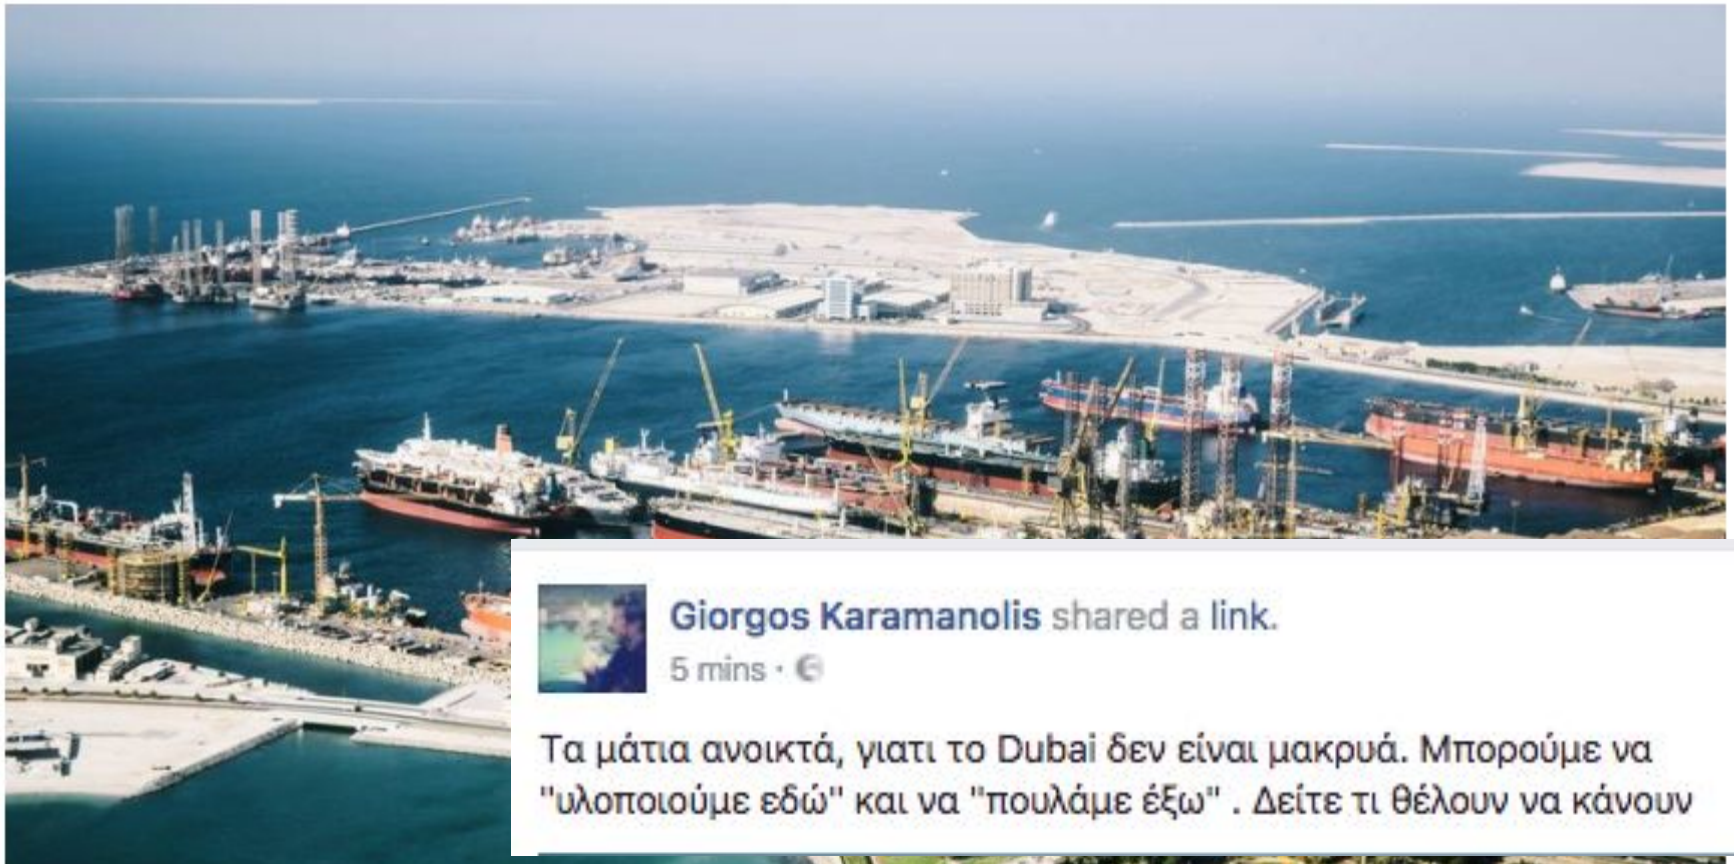 Giorgos Karamanolis shared a link.
5 mins ·
Τα μάτια ανοικτά, γιατι το Dubai δεν είναι μακρυά. Μπορούμε να
"υλοποιούμε εδώ" και να "πουλάμε έξω" . Δείτε τι θέλουν να κάνουν